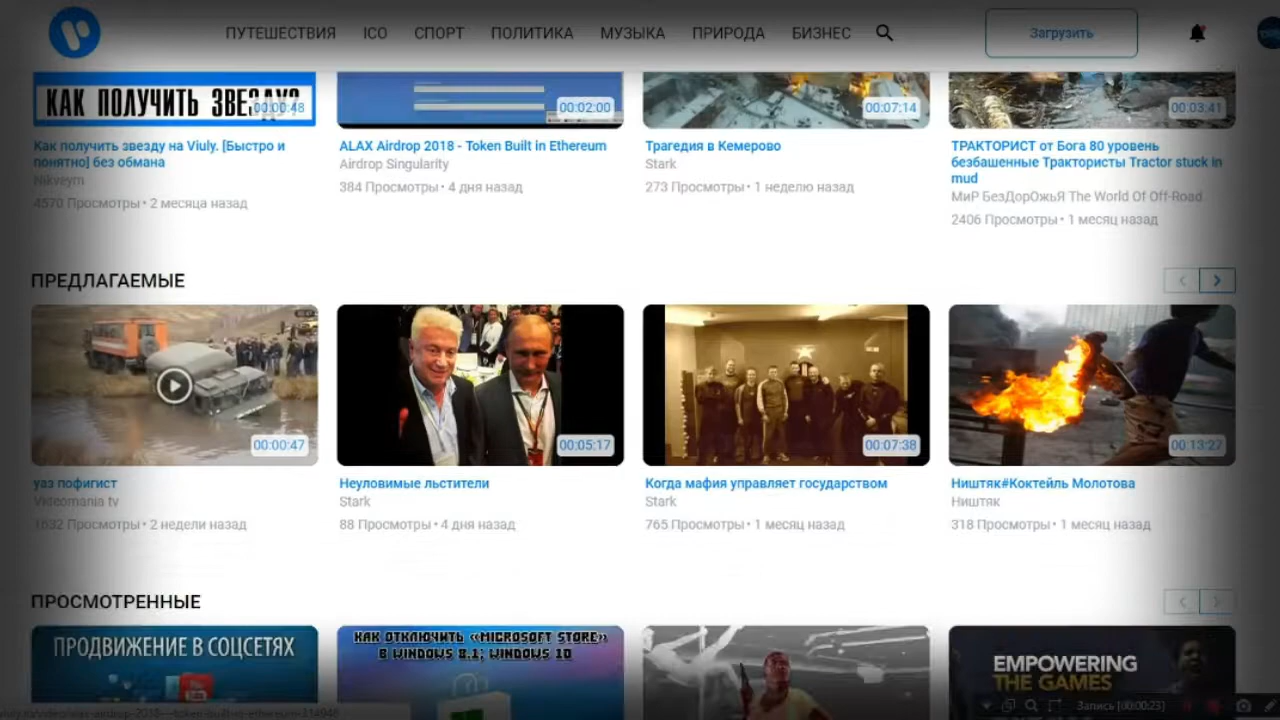 ПУТЕШЕСТВИЯ ICO СПОРТ ПОЛИТИКА МУЗЫКА ПРИРОДА БИЗНЕС Загрузить
КАК ПОЛУЧИТЬ ЗВЕЗДУ?
00:00:48
00:02:00
00:07:14
00:03:41
Как получить звезду на Viuly. [Быстро и
понятно] без обмана
Nikveym
4570 Просмотры • 2 месяца назад
ALAX Airdrop 2018 - Token Built in Ethereum
Airdrop Singularity
384 Просмотры • 4 дня назад
Трагедия в Кемерово
Stark
273 Просмотры • 1 неделю назад
ТРАКТОРИСТ от Бога 80 уровень
безбашенные Трактористы Tractor stuck in
mud
МиР БезДорОжьЯ The World Of Off-Road
2406 Просмотры • 1 месяц назад
ПРЕДЛАГАЕМЫЕ
00:00:47
00:05:17
00:07:38
00:13:27
уаз пофигист
Videomania tv
1632 Просмотры • 2 недели назад
Неуловимые льстители
Stark
88 Просмотры • 4 дня назад
Когда мафия управляет государством
Stark
765 Просмотры • 1 месяц назад
Ништяк#Коктейль Молотова
Ништяк
318 Просмотры • 1 месяц назад
ПРОСМОТРЕННЫЕ
ПРОДВИЖЕНИЕ В СОЦСЕТЯХ
КАК ОТКЛЮЧИТЬ «MICROSOFT STORE»
В WINDOWS 8.1; WINDOWS 10
EMPOWERING
THE GAMES
Запись [00:00:23]